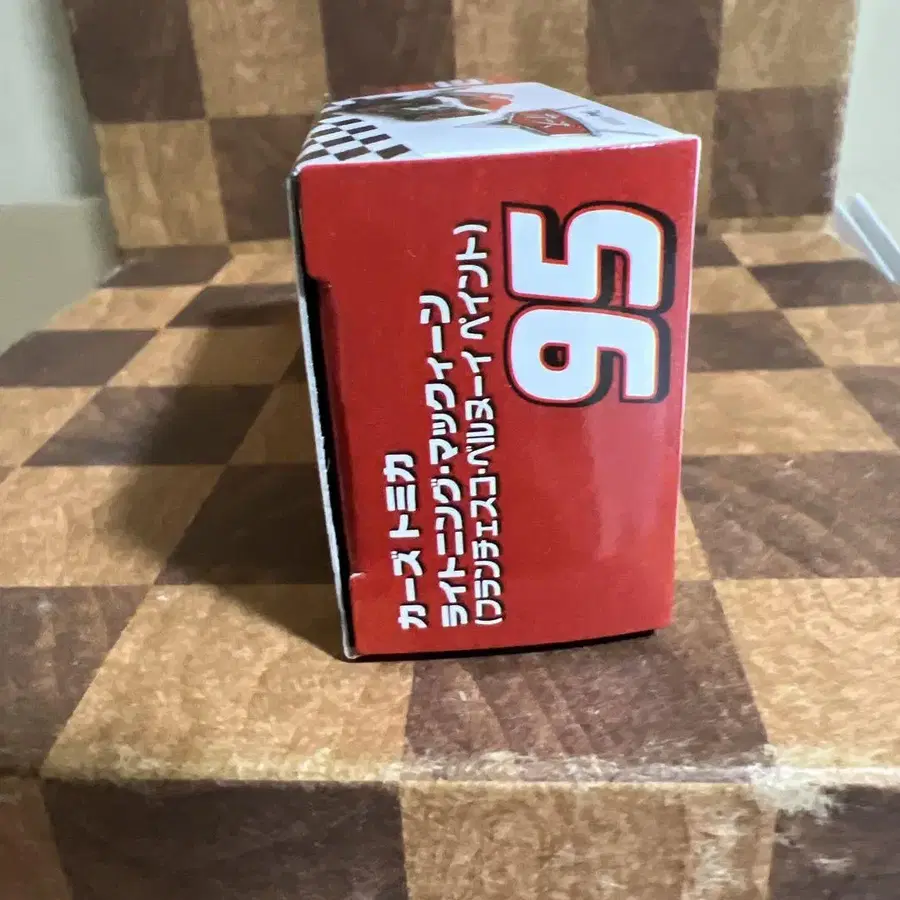 95
カーズ トミカ
ライトニング・マックィーン
(フランチェスコ・ベルヌーイ ペイント)